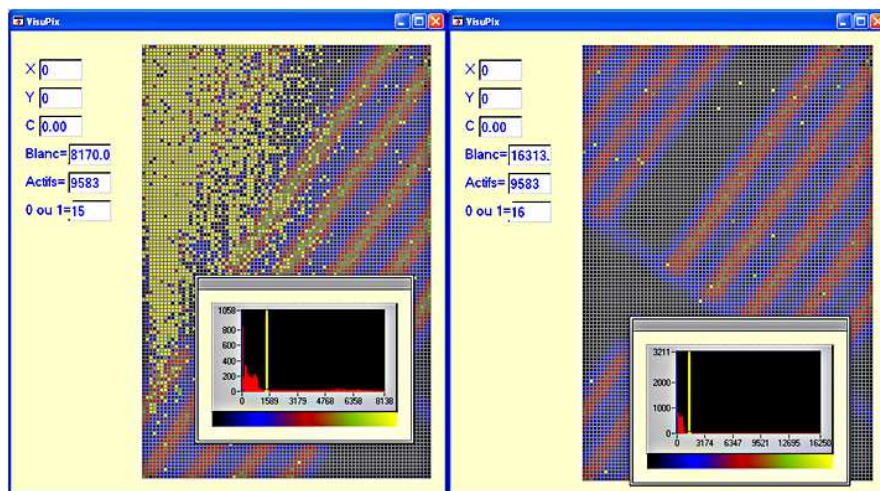 VisuPix
X 0
Y 0
C 0.00
Blanc= 8170.0
Actifs= 9583
0 ou 1= 15
1058
800
600
400
200
0
0 1589 3179 4768 6358 8138
VisuPix
X 0
Y 0
C 0.00
Blanc= 16313.
Actifs= 9583
0 ou 1= 16
3211
2000
1000
0
0 3174 6347 9521 12695 16250